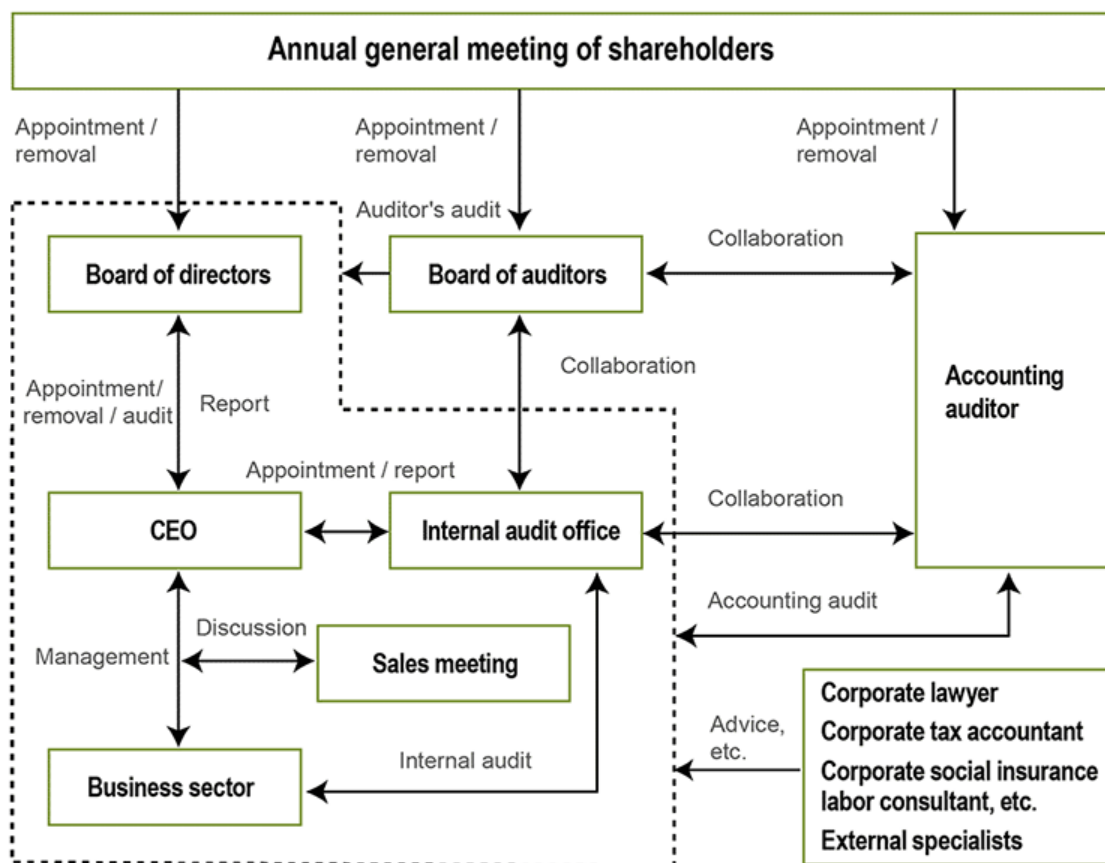 Annual general meeting of shareholders
Appointment /
removal
Appointment /
removal
Appointment /
removal
Auditor's audit
Board of directors
Board of auditors
Collaboration
Accounting
auditor
Appointment/
removal / audit
Report
Collaboration
Appointment / report
CEO
Internal audit office
Collaboration
Accounting audit
Discussion
Management
Sales meeting
Advice,
etc.
Corporate lawyer
Corporate tax accountant
Corporate social insurance
labor consultant, etc.
External specialists
Internal audit
Business sector